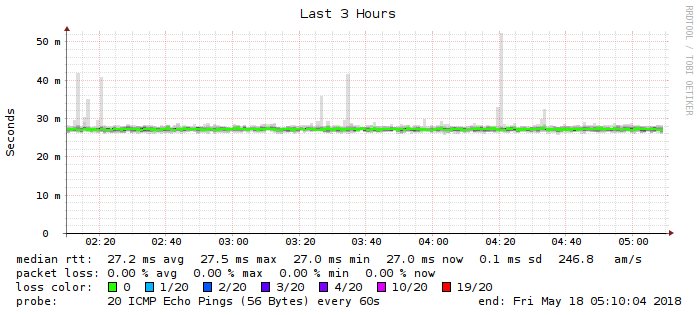 Last 3 Hours
RRDTOOL / TOBI OETIKER
Seconds
50 m
40 m
30 m
20 m
10 m
0
02:20 02:40 03:00 03:20 03:40 04:00 04:20 04:40 05:00
median rtt: 27.2 ms avg 27.5 ms max 27.0 ms min 27.0 ms now 0.1 ms sd 246.8 am/s
packet loss: 0.00 % avg 0.00 % max 0.00 % min 0.00 % now
loss color: 0 1/20 2/20 3/20 4/20 10/20 19/20
probe: 20 ICMP Echo Pings (56 Bytes) every 60s end: Fri May 18 05:10:04 2018